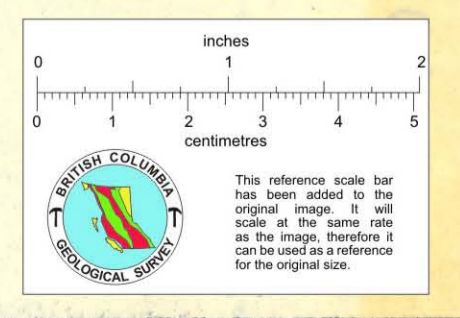 inches
0 1 2
0 1 2 3 4 5
centimetres
BRITISH COLUMBIA
GEOLOGICAL SURVEY
This reference scale bar
has been added to the
original image. It will
scale at the same rate
as the image, therefore it
can be used as a reference
for the original size.